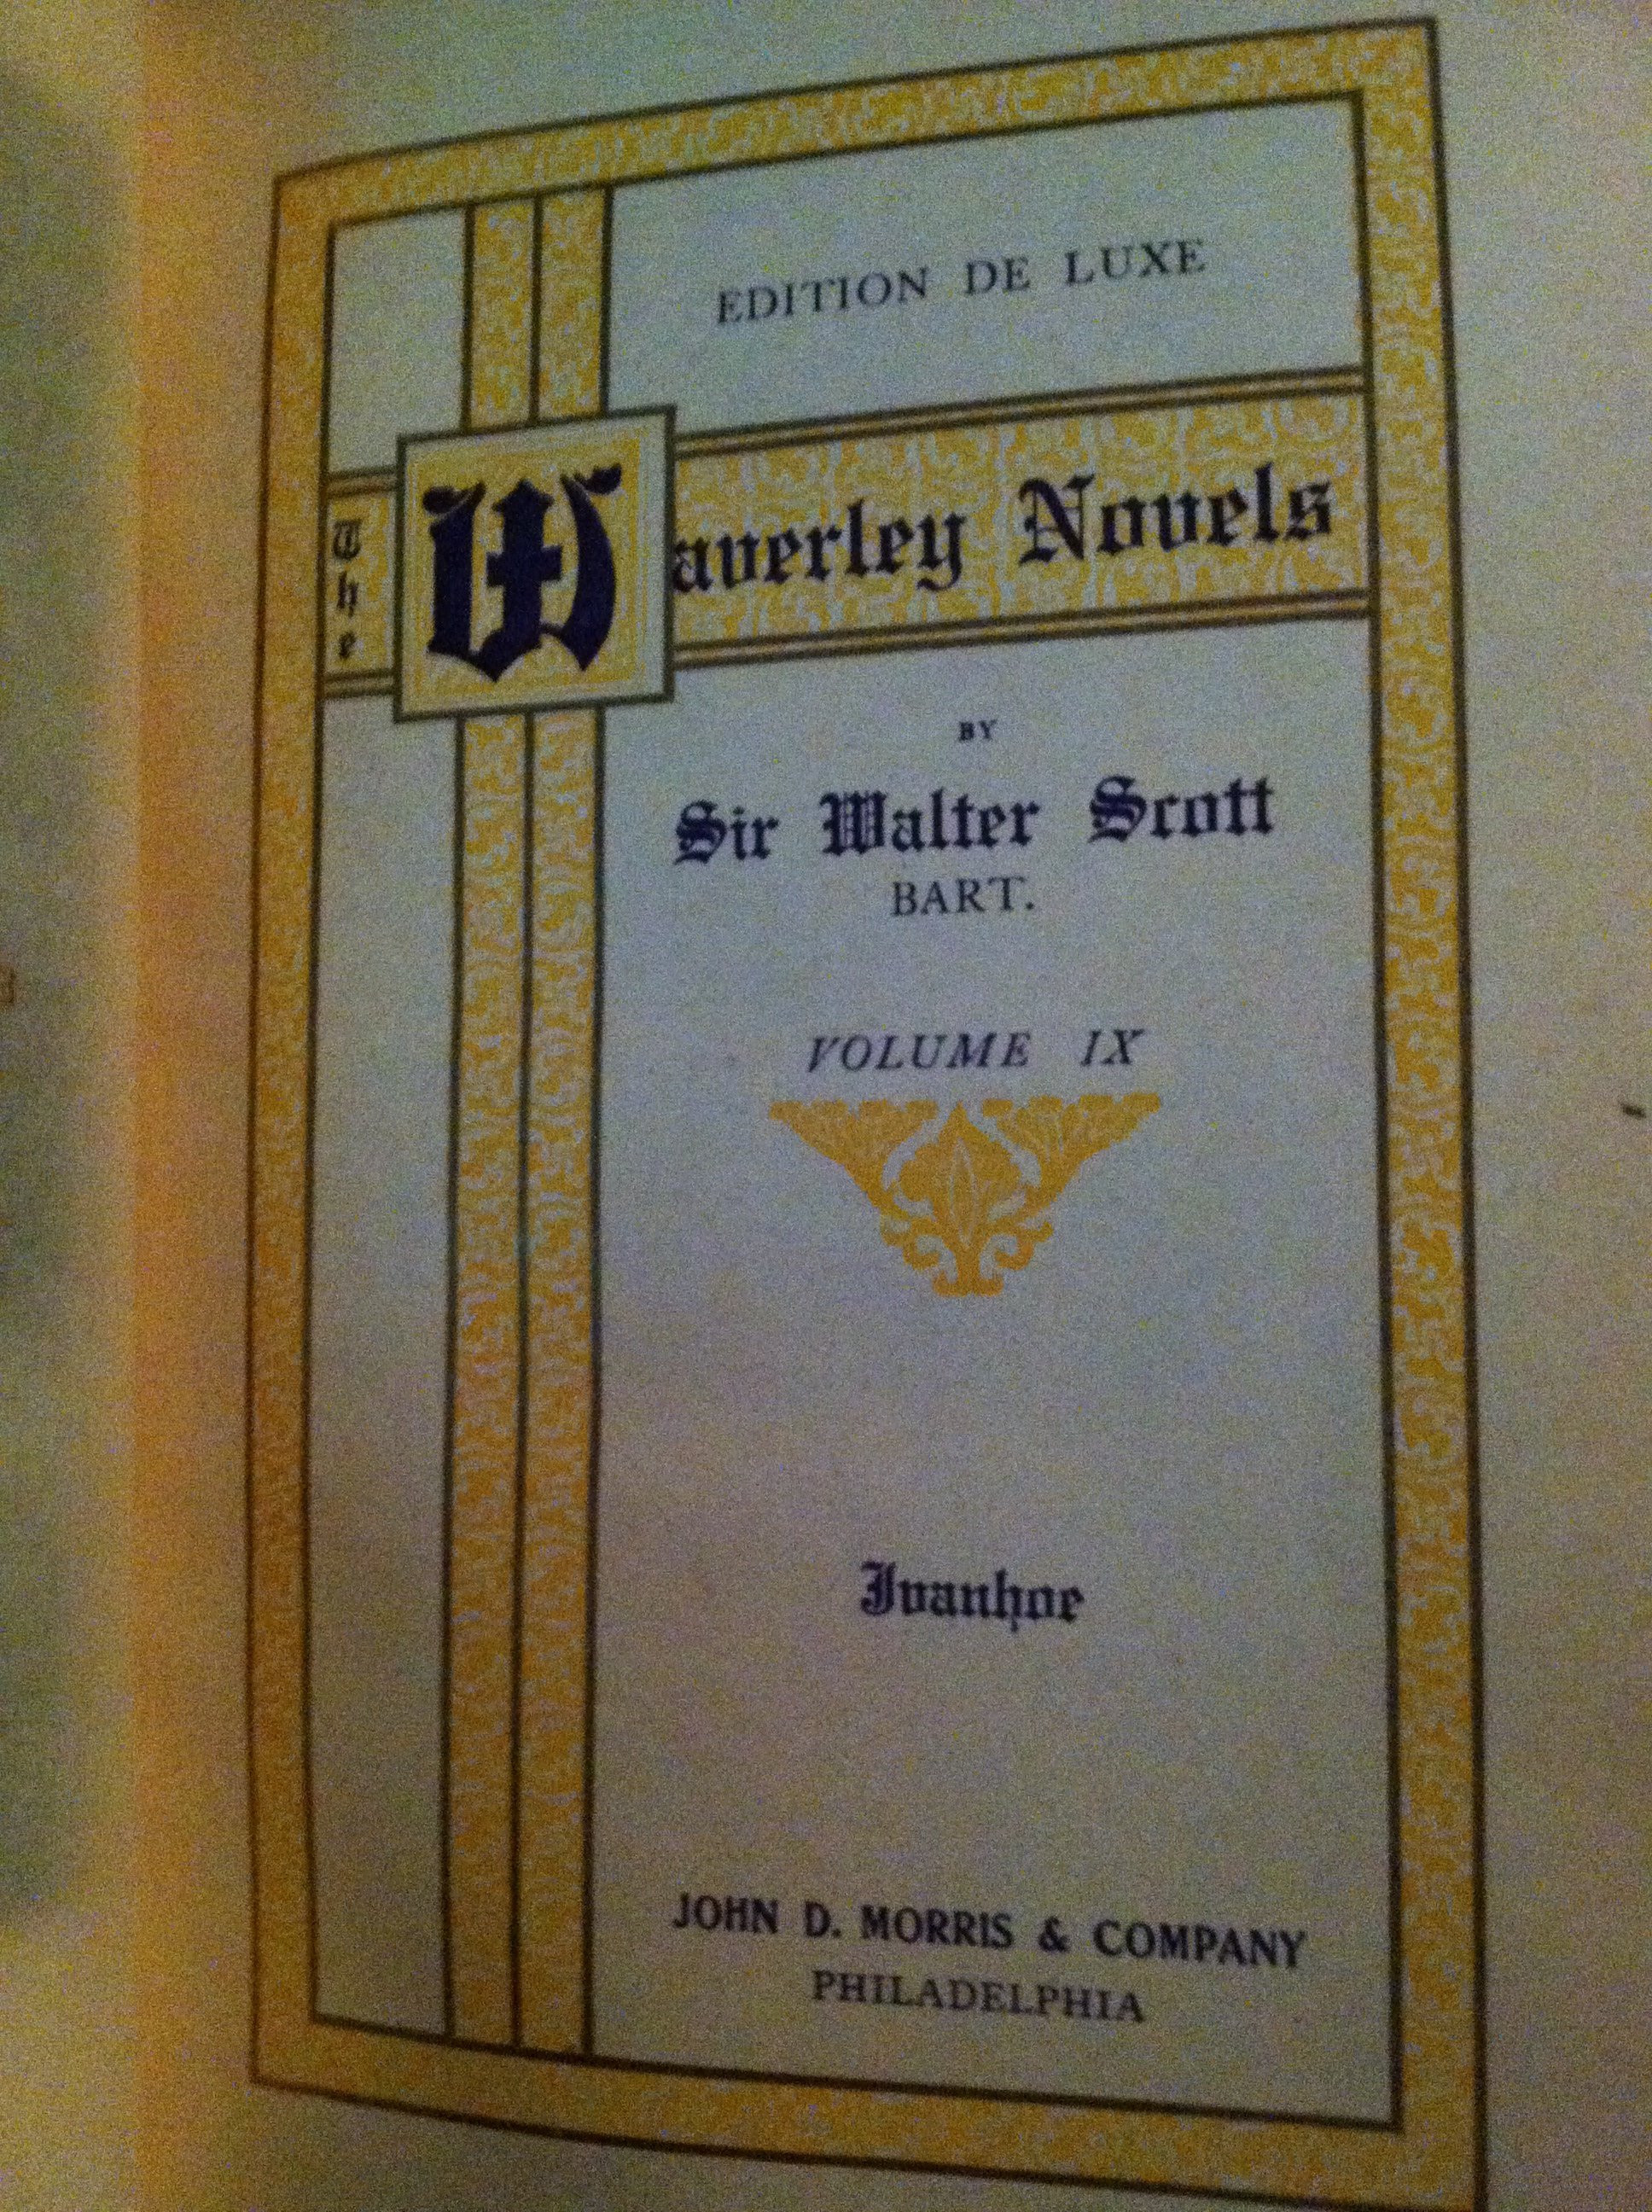 EDITION DE LUXE
The Waverley Novels
BY
Sir Walter Scott
BART.
VOLUME IX
Ivanhoe
JOHN D. MORRIS & COMPANY
PHILADELPHIA